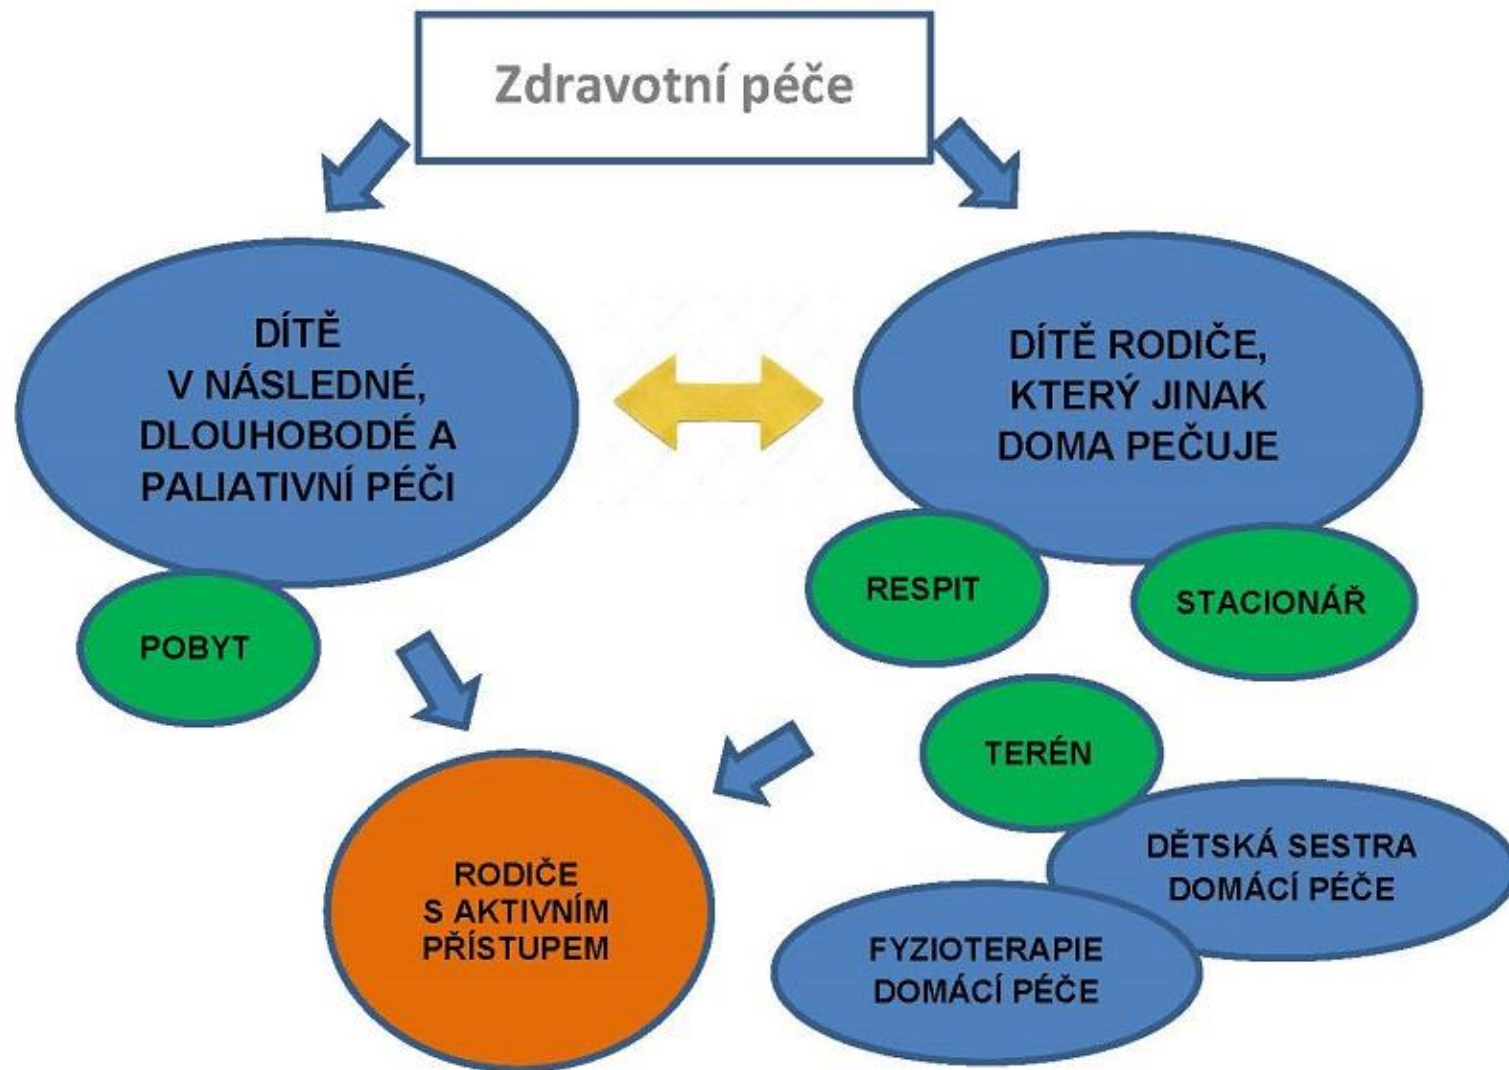 Zdravotní péče
DÍTĚ
V NÁSLEDNÉ,
DLOUHOBODÉ A
PALIATIVNÍ PÉČI
DÍTĚ RODIČE,
KTERÝ JINAK
DOMA PEČUJE
POBYT
RESPIT
STACIONÁŘ
TERÉN
RODIČE
S AKTIVNÍM
PŘÍSTUPEM
DĚTSKÁ SESTRA
DOMÁCÍ PÉČE
FYZIOTERAPIE
DOMÁCÍ PÉČE